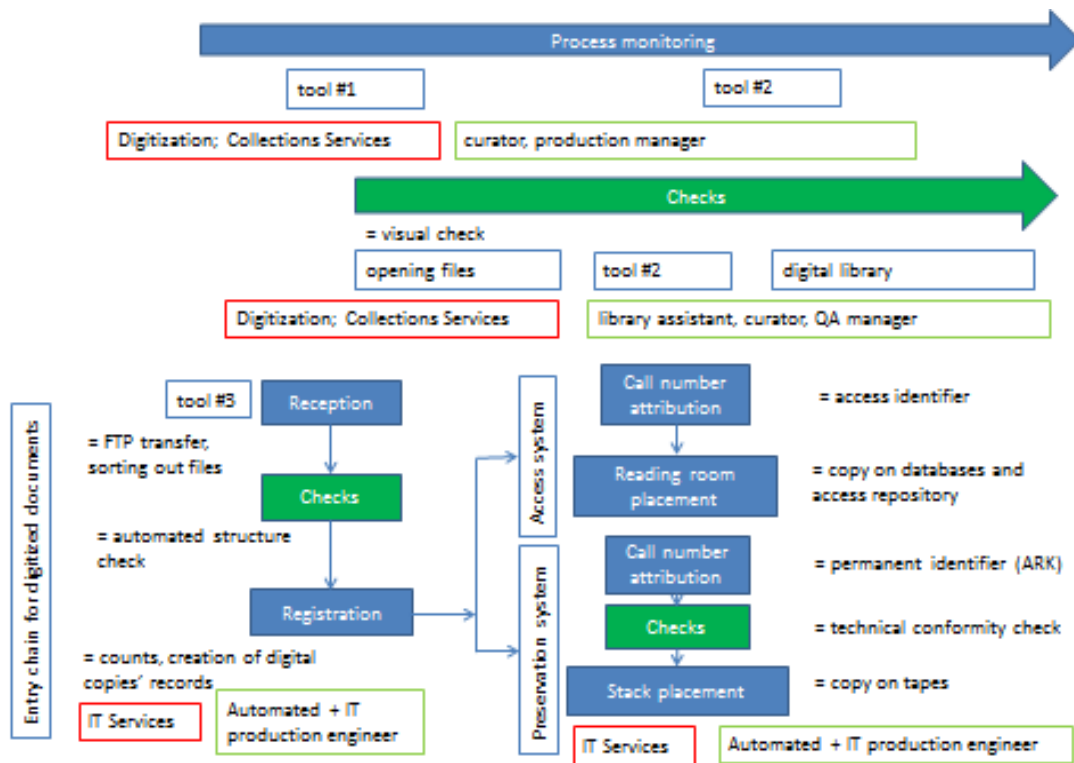 Process monitoring
tool #1
tool #2
Digitization; Collections Services
curator, production manager
Checks
= visual check
opening files
tool #2
digital library
Digitization; Collections Services
library assistant, curator, QA manager
Entry chain for digitized documents
tool #3
Reception
= FTP transfer,
sorting out files
Checks
= automated structure
check
Registration
= counts, creation of digital
copies' records
IT Services
Automated + IT
production engineer
Access system
Call number
attribution
= access identifier
Reading room
placement
= copy on databases and
access repository
Preservation system
Call number
attribution
= permanent identifier (ARK)
Checks
= technical conformity check
Stack placement
= copy on tapes
IT Services
Automated + IT production engineer